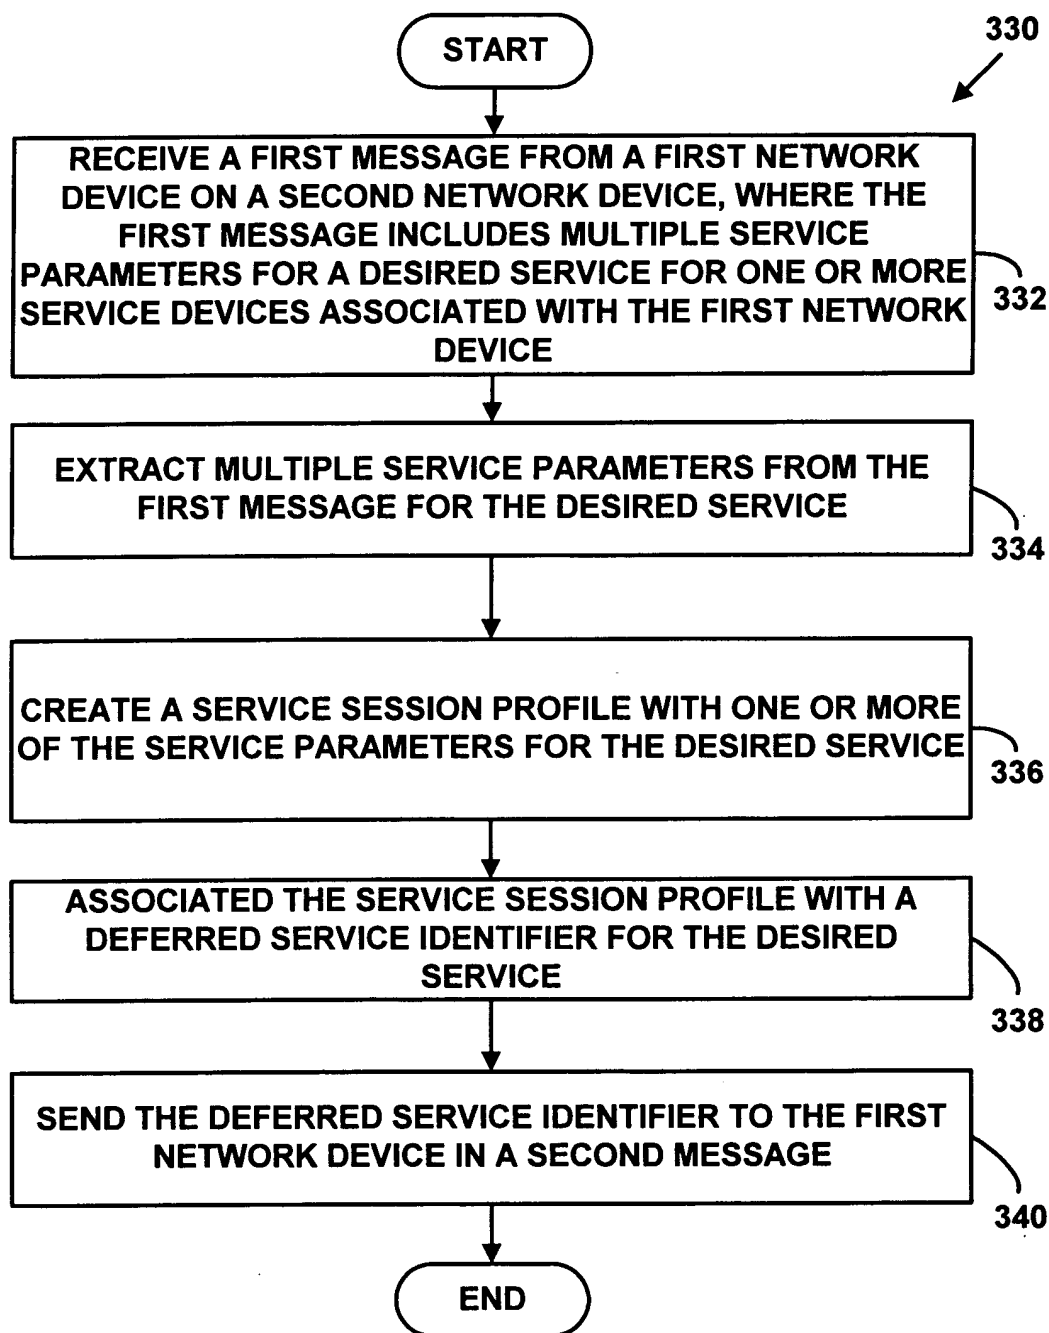 START
330
RECEIVE A FIRST MESSAGE FROM A FIRST NETWORK
DEVICE ON A SECOND NETWORK DEVICE, WHERE THE
FIRST MESSAGE INCLUDES MULTIPLE SERVICE
PARAMETERS FOR A DESIRED SERVICE FOR ONE OR MORE
SERVICE DEVICES ASSOCIATED WITH THE FIRST NETWORK
DEVICE
332
EXTRACT MULTIPLE SERVICE PARAMETERS FROM THE
FIRST MESSAGE FOR THE DESIRED SERVICE
334
CREATE A SERVICE SESSION PROFILE WITH ONE OR MORE
OF THE SERVICE PARAMETERS FOR THE DESIRED SERVICE
336
ASSOCIATED THE SERVICE SESSION PROFILE WITH A
DEFERRED SERVICE IDENTIFIER FOR THE DESIRED
SERVICE
338
SEND THE DEFERRED SERVICE IDENTIFIER TO THE FIRST
NETWORK DEVICE IN A SECOND MESSAGE
340
END